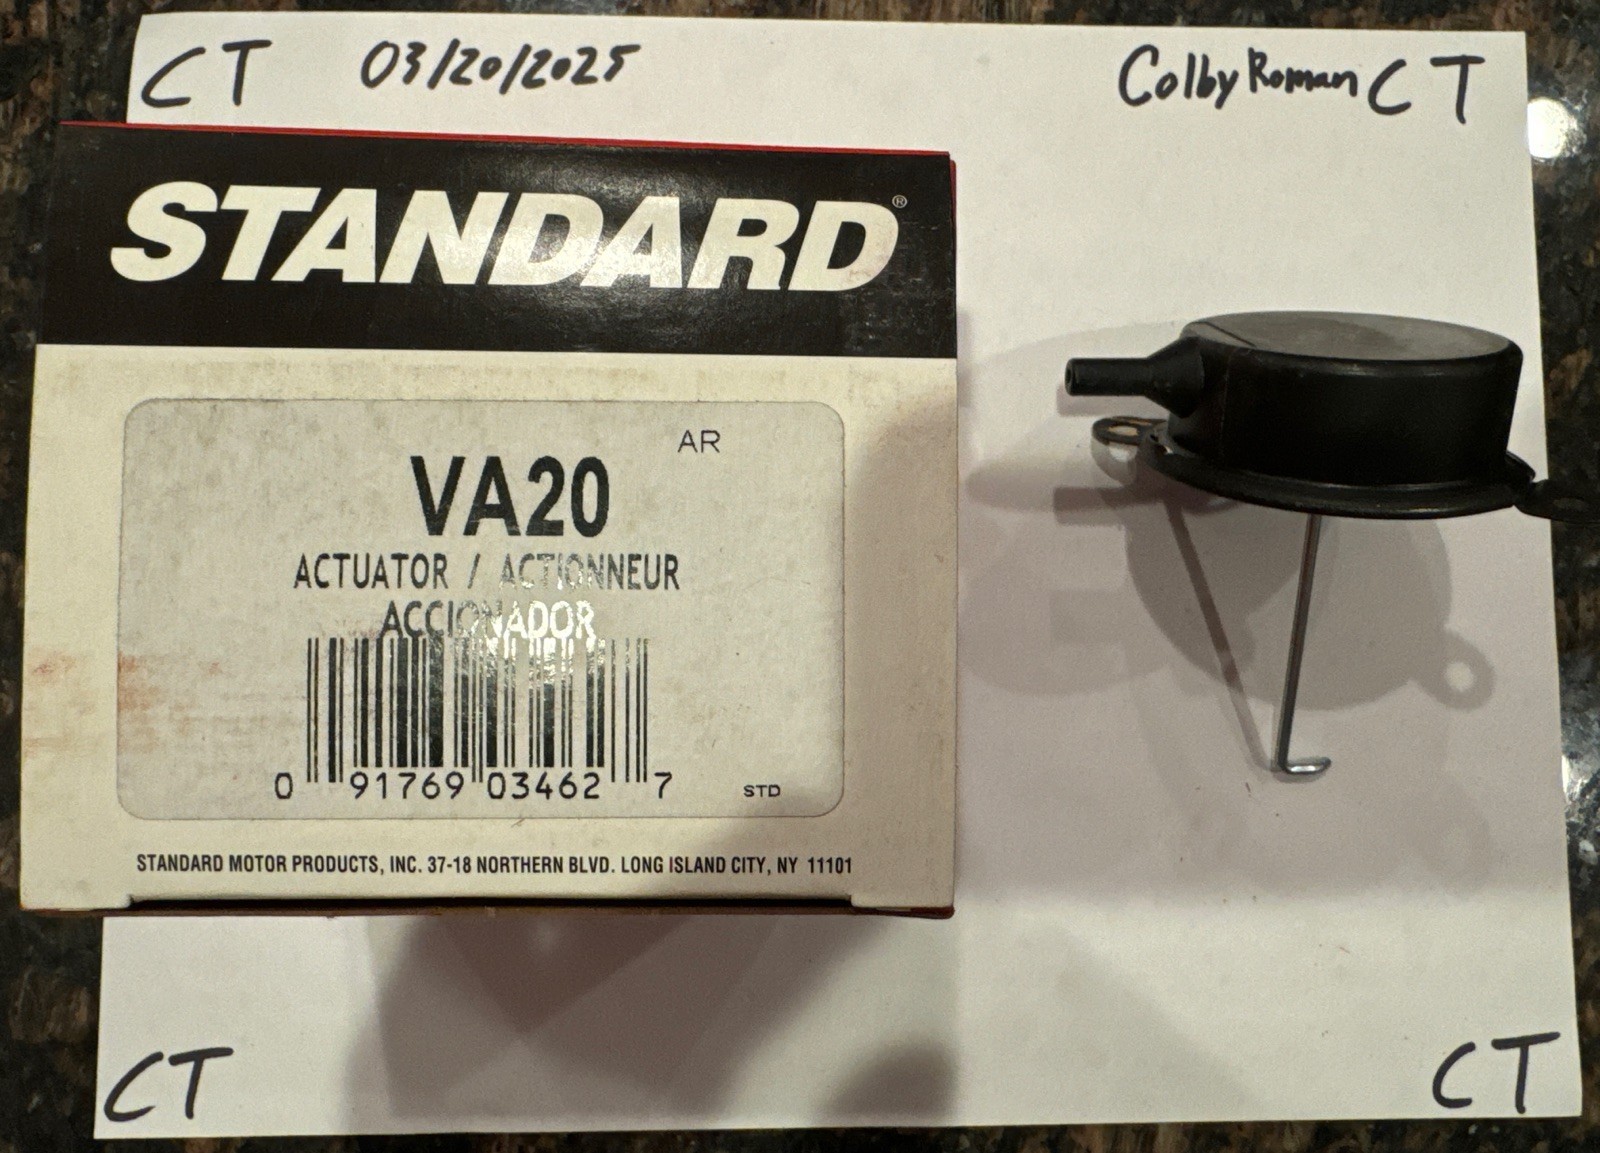 CT 03/20/2025 Colby Roman CT
STANDARD®
AR
VA20
ACTUATOR / ACTIONNEUR
ACCIONADOR
0 91769 03462 7
STD
STANDARD MOTOR PRODUCTS, INC. 37-18 NORTHERN BLVD. LONG ISLAND CITY, NY 11101
CT CT